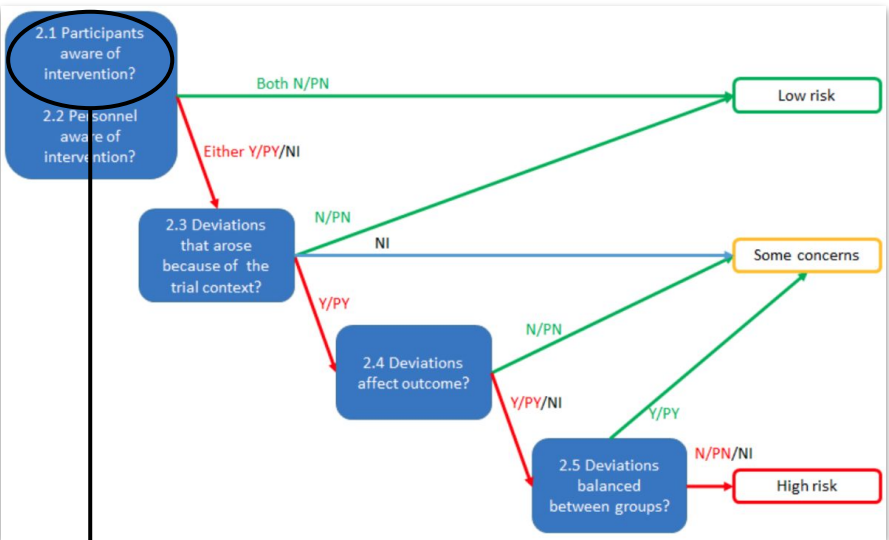 2.1 Participants
aware of
intervention?
2.2 Personnel
aware of
intervention?
Both N/PN
Low risk
Either Y/PY/NI
2.3 Deviations
that arose
because of the
trial context?
N/PN
NI
Some concerns
Y/PY
2.4 Deviations
affect outcome?
N/PN
Y/PY/NI
Y/PY
2.5 Deviations
balanced
between groups?
N/PN/NI
High risk